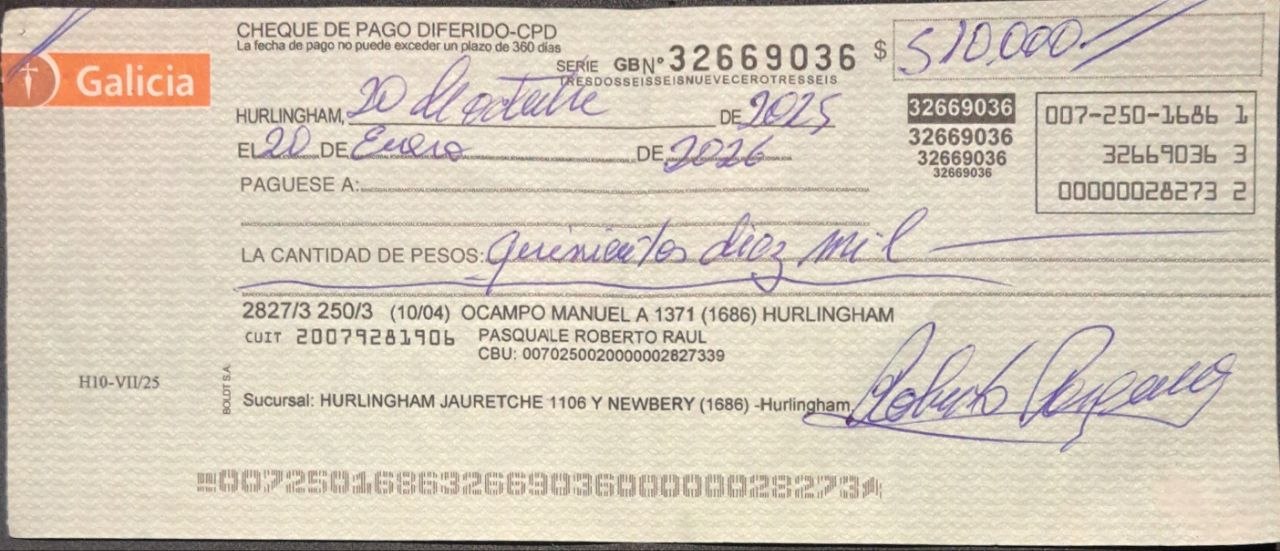 CHEQUE DE PAGO DIFERIDO-CPD
La fecha de pago no puede exceder un plazo de 360 días
Galicia
SERIE GB Nº 32669036
TRESDOSSEISSEISNUEVECEROTRESSEIS
$ 510.000
HURLINGHAM, 20 de octubre DE 2025
EL 20 DE Enero DE 2026
32669036
32669036
32669036
32669036
007-250-1686 1
32669036 3
00000028273 2
PAGUESE A:
LA CANTIDAD DE PESOS: quinientos diez mil
2827/3 250/3 (10/04) OCAMPO MANUEL A 1371 (1686) HURLINGHAM
CUIT 20079281906 PASQUALE ROBERTO RAUL
CBU: 0070250020000002827339
H10-VII/25
BOLDT S.A.
Sucursal: HURLINGHAM JAURETCHE 1106 Y NEWBERY (1686) -Hurlingham
00725016863266903600000028273